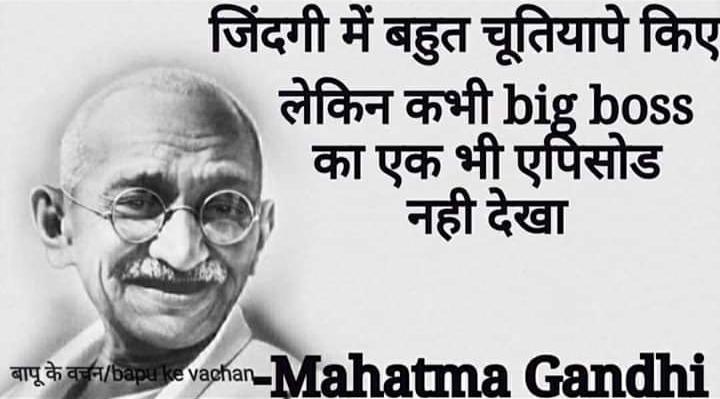 जिंदगी में बहुत चूतियापे किए
लेकिन कभी big boss
का एक भी एपिसोड
नही देखा
बापू के वचन/bapu ke vachan
-Mahatma Gandhi